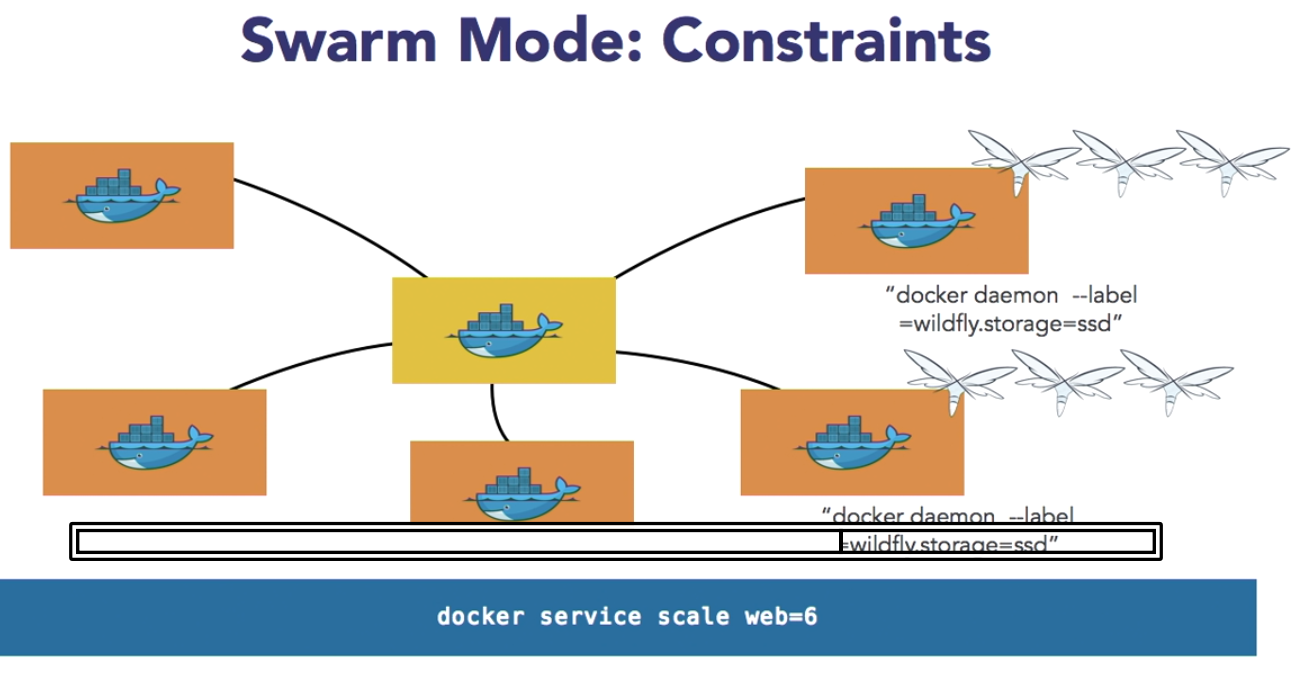 Swarm Mode: Constraints
"docker daemon --label
=wildfly.storage=ssd"
"docker daemon --label
=wildfly.storage=ssd"
docker service scale web=6